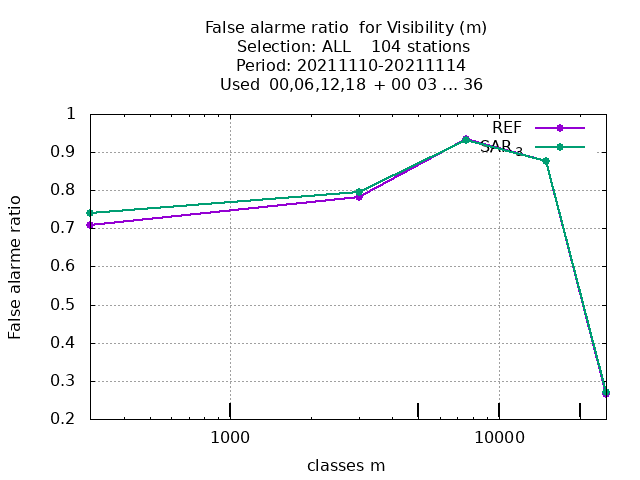 False alarme ratio  for Visibility (m)
Selection: ALL    104 stations
Period: 20211110-20211114
Used  00,06,12,18  + 00 03 ... 36
1
0.9
0.8
0.7
0.6
0.5
0.4
0.3
0.2
False alarme ratio
REF
SAR₃
1000
10000
classes m